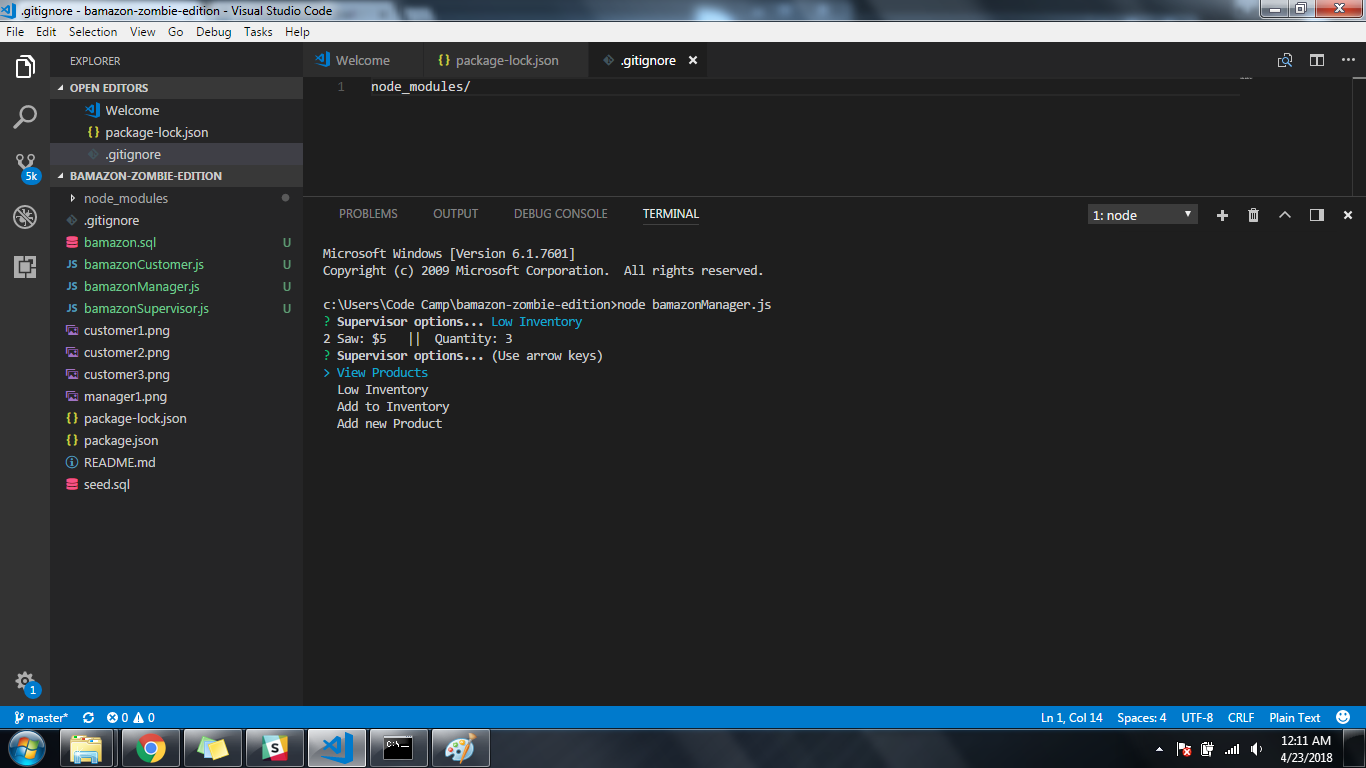 .gitignore - bamazon-zombie-edition - Visual Studio Code
File Edit Selection View Go Debug Tasks Help
EXPLORER
OPEN EDITORS
Welcome
{} package-lock.json
.gitignore
BAMAZON-ZOMBIE-EDITION
node_modules
.gitignore
bamazon.sql U
JS bamazonCustomer.js U
JS bamazonManager.js U
JS bamazonSupervisor.js U
customer1.png
customer2.png
customer3.png
manager1.png
{} package-lock.json
{} package.json
README.md
seed.sql
5k
1
Welcome {} package-lock.json .gitignore ×
1 node_modules/
PROBLEMS OUTPUT DEBUG CONSOLE TERMINAL 1: node
Microsoft Windows [Version 6.1.7601]
Copyright (c) 2009 Microsoft Corporation.  All rights reserved.
c:\Users\Code Camp\bamazon-zombie-edition>node bamazonManager.js
? Supervisor options... Low Inventory
2 Saw: $5   ||  Quantity: 3
? Supervisor options... (Use arrow keys)
> View Products
Low Inventory
Add to Inventory
Add new Product
master* 0 0 Ln 1, Col 14 Spaces: 4 UTF-8 CRLF Plain Text
S
C:\_
12:11 AM
4/23/2018